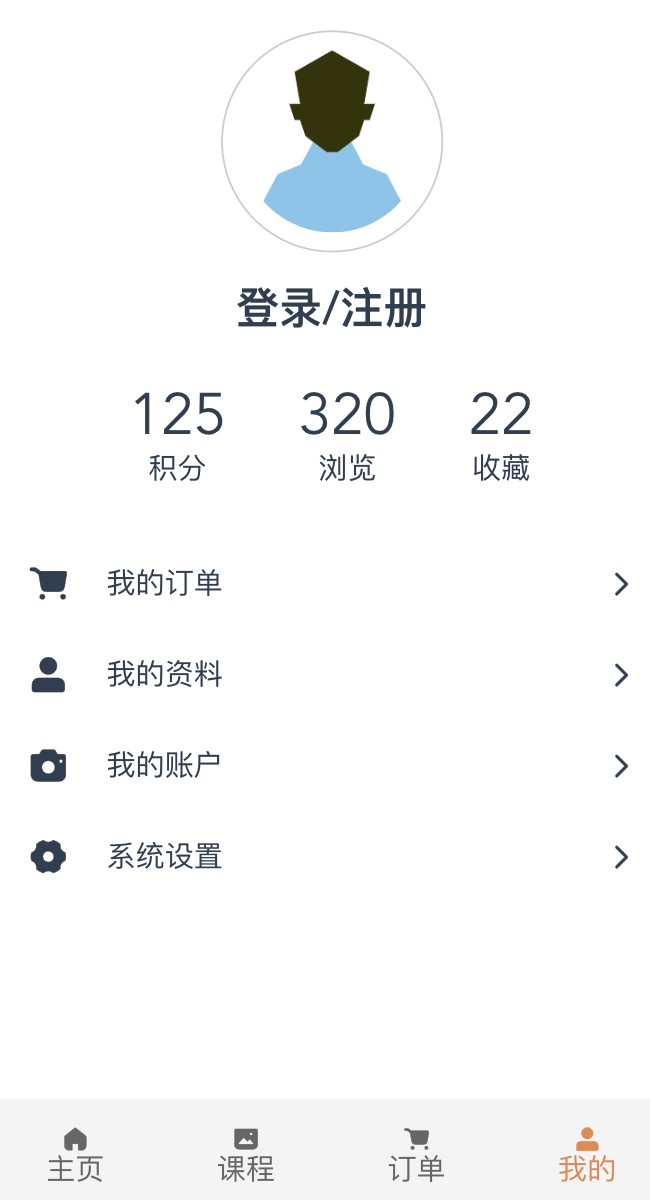 登录/注册
125 320 22
积分 浏览 收藏
我的订单
我的资料
我的账户
系统设置
主页 课程 订单 我的